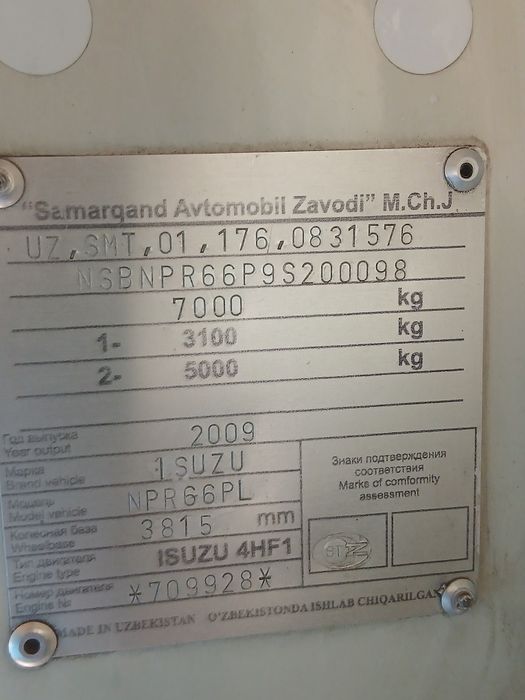 "Samarqand Avtomobil Zavodi" M.Ch.J
UZ,SMT,01,176,0831576
NSBNPR66P9S200098
7000 kg
1- 3100 kg
2- 5000 kg
Год выпуска
Year output 2009
Марка
Brand vehicle ISUZU
Модель
Model vehicle NPR66PL
Колесная база
Wheelbase 3815 mm
Тип двигателя
Engine type ISUZU 4HF1
Номер двигателя
Engine № *709928*
Знаки подтверждения
соответствия
Marks of conformity
assessment
MADE IN UZBEKISTAN O'ZBEKISTONDA ISHLAB CHIQARILGAN